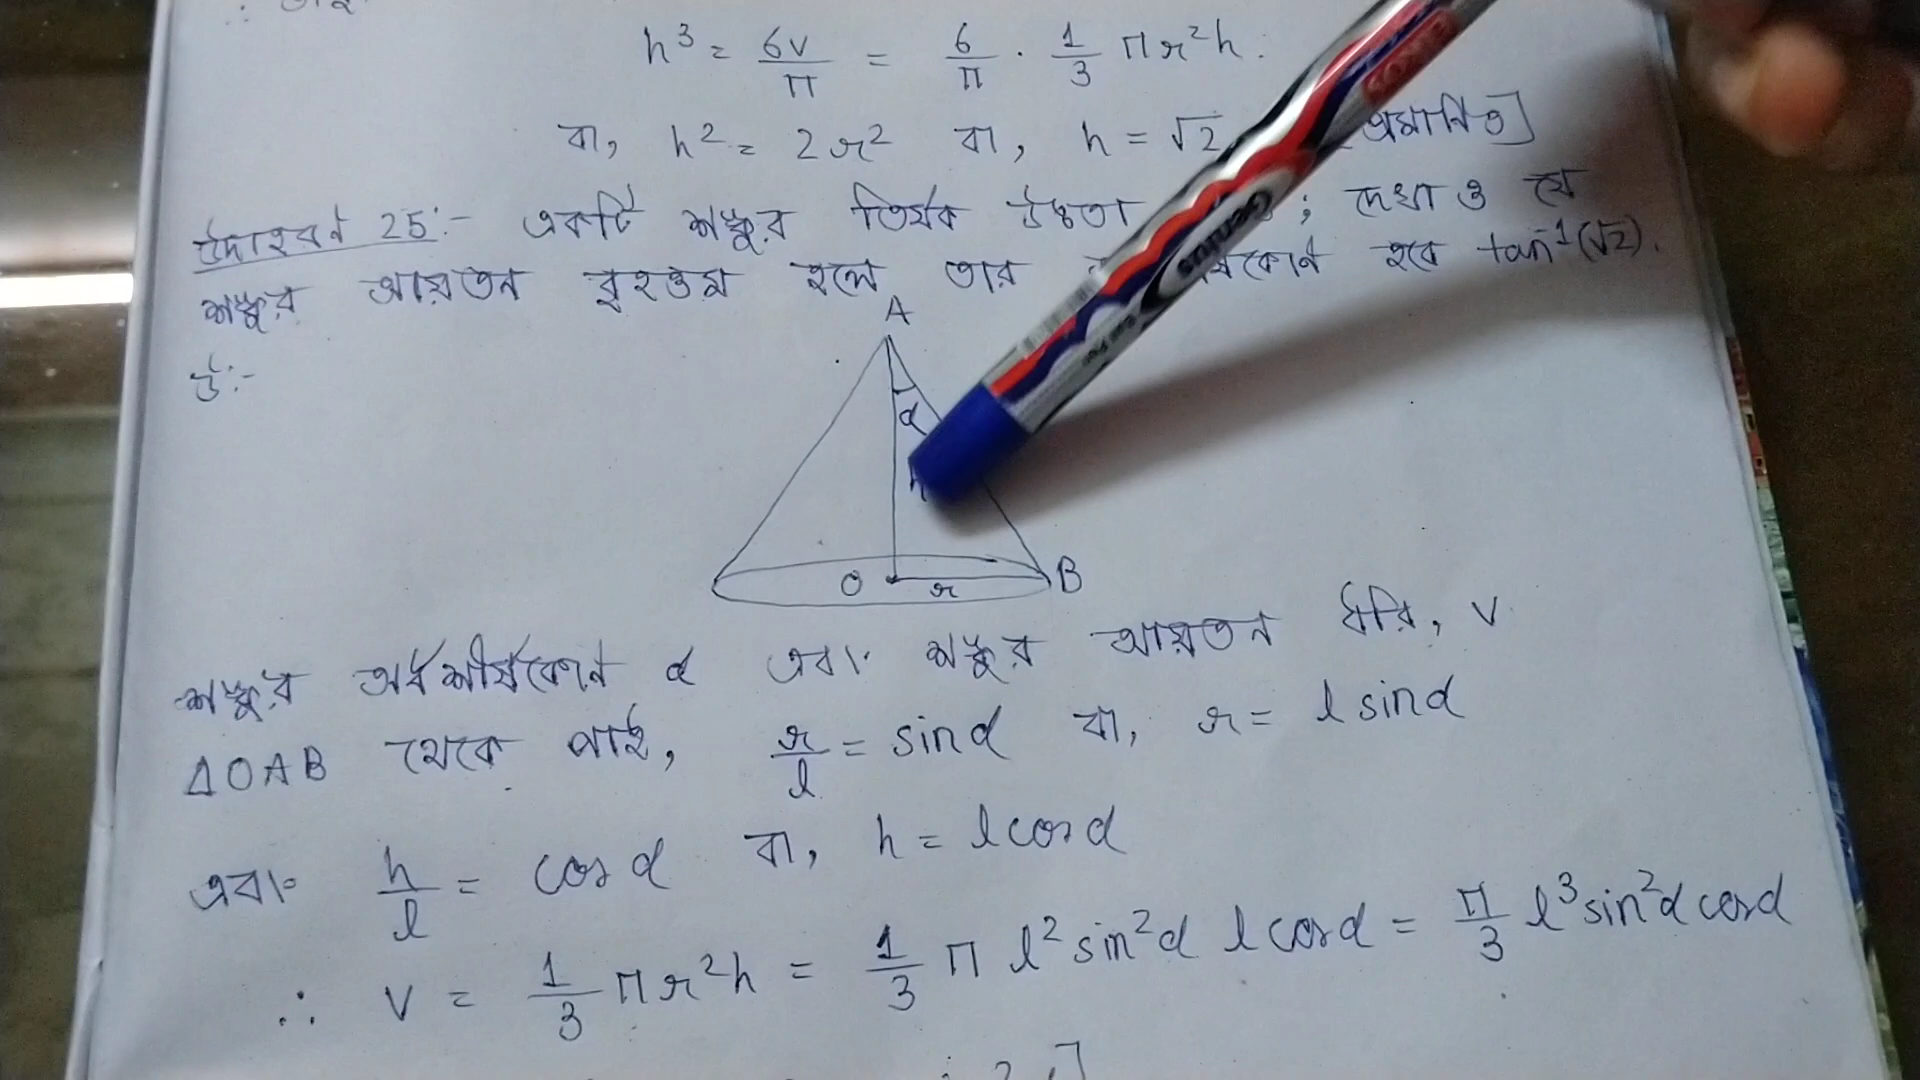 h³ = 6V/π = 6/π · 1/3 πr²h.
বা, h² = 2r² বা, h = √2 প্রমানিত]
উদাহরণ 25:- একটি শঙ্কুর তির্যক উচ্চতা ; দেখাও যে
শঙ্কুর আয়তন বৃহত্তম হলে তার হবে tan⁻¹(√2).
উঃ-
A
α
h
O r B
শঙ্কুর অর্ধশীর্ষকোন α এবং শঙ্কুর আয়তন ধরি, V
ΔOAB থেকে পাই, r/l = sinα বা, r = l sinα
এবং h/l = cosα বা, h = l cosα
∴ V = 1/3 πr²h = 1/3 π l² sin²α l cosα = π/3 l³ sin²α cosα